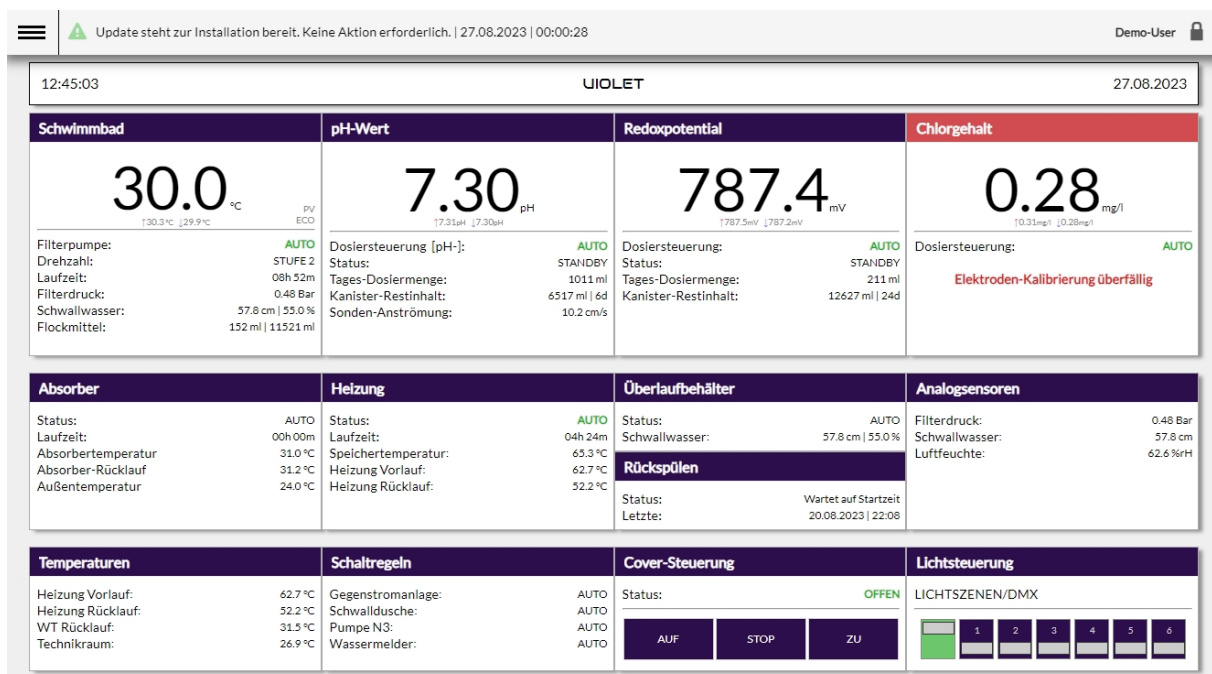 Update steht zur Installation bereit. Keine Aktion erforderlich. | 27.08.2023 | 00:00:28
Demo-User
12:45:03
VIOLET
27.08.2023
Schwimmbad
30.0 °C
PV
ECO
↑30.3°C ↓29.9°C
Filterpumpe: AUTO
Drehzahl: STUFE 2
Laufzeit: 08h 52m
Filterdruck: 0.48 Bar
Schwallwasser: 57.8 cm | 55.0 %
Flockmittel: 152 ml | 11521 ml
pH-Wert
7.30 pH
↑7.31pH ↓7.30pH
Dosiersteuerung [pH-]: AUTO
Status: STANDBY
Tages-Dosiermenge: 1011 ml
Kanister-Restinhalt: 6517 ml | 6d
Sonden-Anströmung: 10.2 cm/s
Redoxpotential
787.4 mV
↑787.5mV ↓787.2mV
Dosiersteuerung: AUTO
Status: STANDBY
Tages-Dosiermenge: 211 ml
Kanister-Restinhalt: 12627 ml | 24d
Chlorgehalt
0.28 mg/l
↑0.31mg/l ↓0.28mg/l
Dosiersteuerung: AUTO
Elektroden-Kalibrierung überfällig
Absorber
Status: AUTO
Laufzeit: 00h 00m
Absorbertemperatur 31.0 °C
Absorber-Rücklauf 31.2 °C
Außentemperatur 24.0 °C
Heizung
Status: AUTO
Laufzeit: 04h 24m
Speichertemperatur: 65.3 °C
Heizung Vorlauf: 62.7 °C
Heizung Rücklauf: 52.2 °C
Überlaufbehälter
Status: AUTO
Schwallwasser: 57.8 cm | 55.0 %
Rückspülen
Status: Wartet auf Startzeit
Letzte: 20.08.2023 | 22:08
Analogsensoren
Filterdruck: 0.48 Bar
Schwallwasser: 57.8 cm
Luftfeuchte: 62.6 %rH
Temperaturen
Heizung Vorlauf: 62.7 °C
Heizung Rücklauf: 52.2 °C
WT Rücklauf: 31.5 °C
Technikraum: 26.9 °C
Schaltregeln
Gegenstromanlage: AUTO
Schwalldusche: AUTO
Pumpe N3: AUTO
Wassermelder: AUTO
Cover-Steuerung
Status: OFFEN
AUF STOP ZU
Lichtsteuerung
LICHTSZENEN/DMX
1 2 3 4 5 6